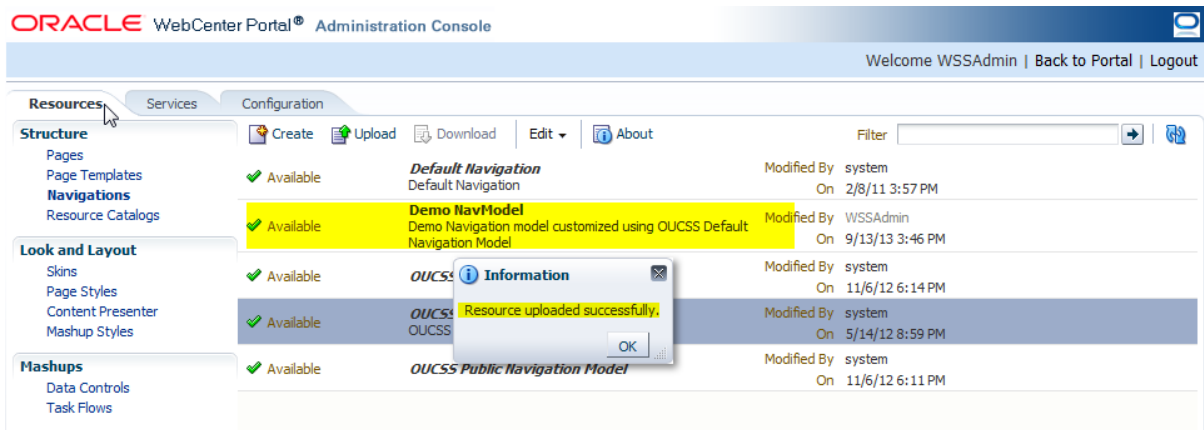 ORACLE WebCenter Portal® Administration Console
Welcome WSSAdmin | Back to Portal | Logout
Resources Services Configuration
Structure
Pages
Page Templates
Navigations
Resource Catalogs
Look and Layout
Skins
Page Styles
Content Presenter
Mashup Styles
Mashups
Data Controls
Task Flows
Create Upload Download Edit About Filter
Available Default Navigation Modified By system
Default Navigation On 2/8/11 3:57 PM
Available Demo NavModel Modified By WSSAdmin
Demo Navigation model customized using OUCSS Default On 9/13/13 3:46 PM
Navigation Model
Available OUCSS Modified By system
On 11/6/12 6:14 PM
Available OUCSS Modified By system
OUCSS On 5/14/12 8:59 PM
Available OUCSS Public Navigation Model Modified By system
On 11/6/12 6:11 PM
Information
Resource uploaded successfully.
OK